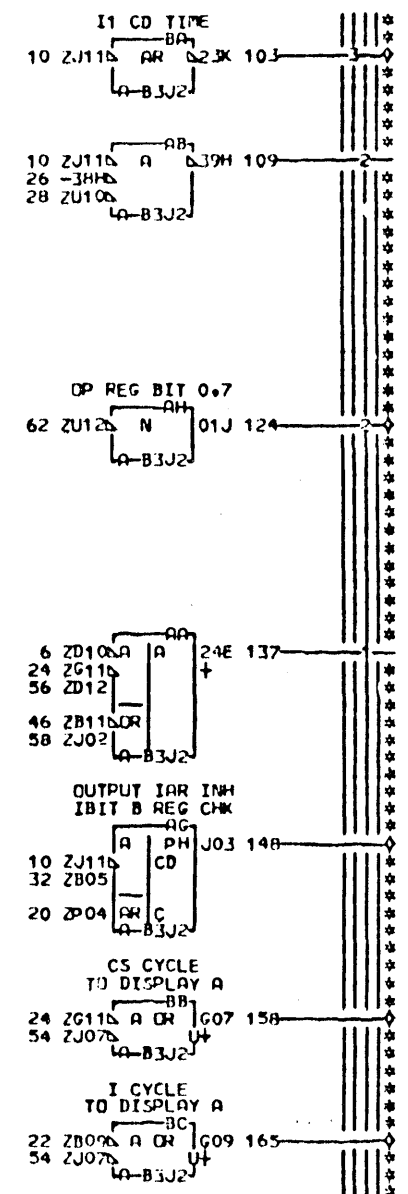 I1 CD TIME
BA
10 ZJ11 AR 23K 103 3
A-B3J2
AB
10 ZJ11 A 39H 109 2
26 -3HH
28 ZU10
A-B3J2
OP REG BIT 0,7
AH
62 ZU12 N 01J 124 2
A-B3J2
AA
6 ZD10 A A 24E 137 1
24 ZG11 +
56 ZD12
46 ZB11 OR
58 ZJ02
A-B3J2
OUTPUT IAR INH
IBIT B REG CHK
AG
A PH J03 148
10 ZJ11 CD
32 ZB05
20 ZP04 AR C
A-B3J2
CS CYCLE
TO DISPLAY A
BB
24 ZG11 A OR G07 158
54 ZJ07 U+
A-B3J2
I CYCLE
TO DISPLAY A
BC
22 ZB09 A OR G09 165
54 ZJ07 U+
A-B3J2